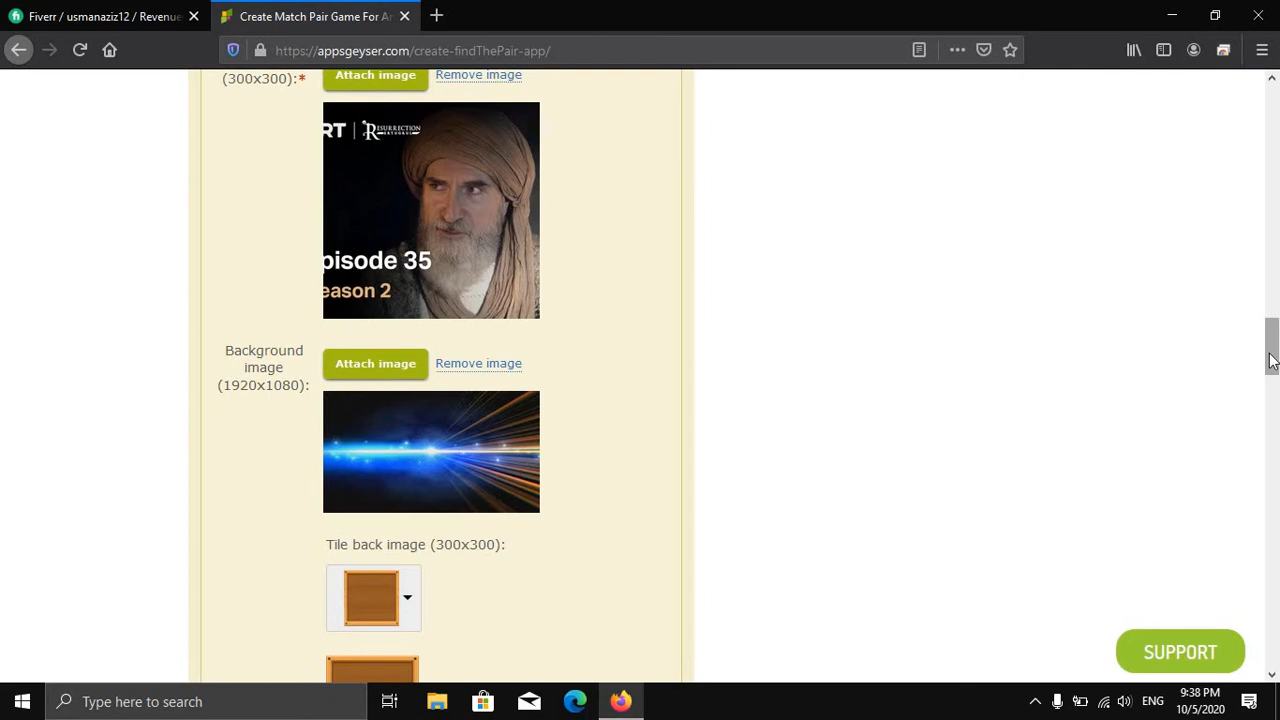 Fiverr / usmanaziz12 / Revenue
Create Match Pair Game For An
https://appsgeyser.com/create-findThePair-app/
(300x300):*
Attach image
Remove image
RT | RESURRECTION
ERTUGRUL
pisode 35
eason 2
Background
image
(1920x1080):
Attach image
Remove image
Tile back image (300x300):
SUPPORT
Type here to search
ENG
9:38 PM
10/5/2020